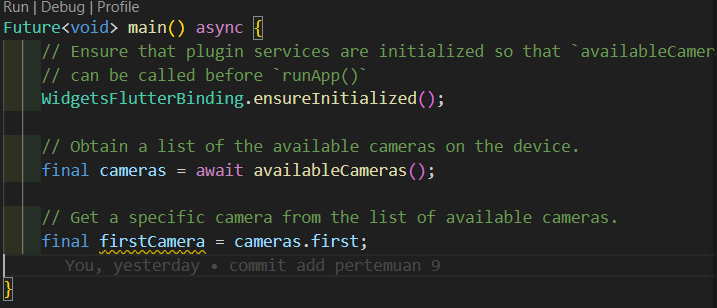 Run | Debug | Profile
Future<void> main() async {
// Ensure that plugin services are initialized so that `availableCamer
// can be called before `runApp()`
WidgetsFlutterBinding.ensureInitialized();
// Obtain a list of the available cameras on the device.
final cameras = await availableCameras();
// Get a specific camera from the list of available cameras.
final firstCamera = cameras.first;
You, yesterday • commit add pertemuan 9
}